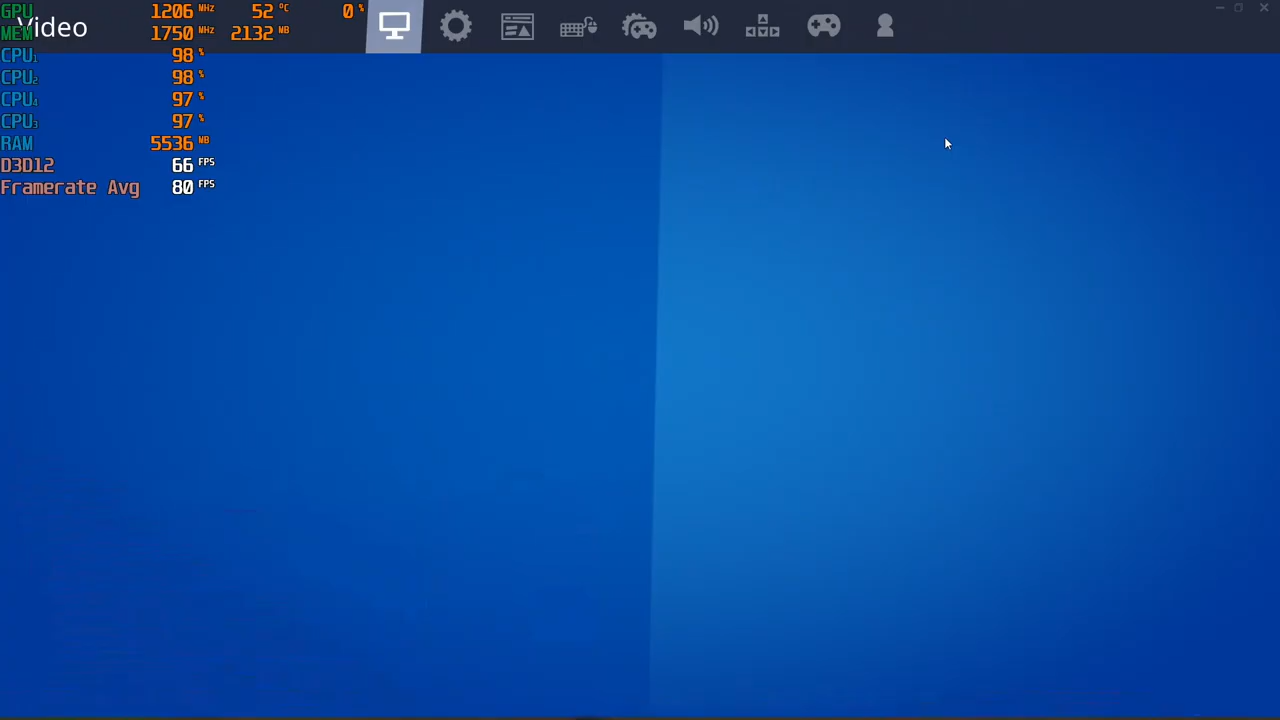 Video
GPU 1206 MHz 52 °C 0 %
MEM 1750 MHz 2132 MB
CPU1 98 %
CPU2 98 %
CPU4 97 %
CPU3 97 %
RAM 5536 MB
D3D12 66 FPS
Framerate Avg 80 FPS